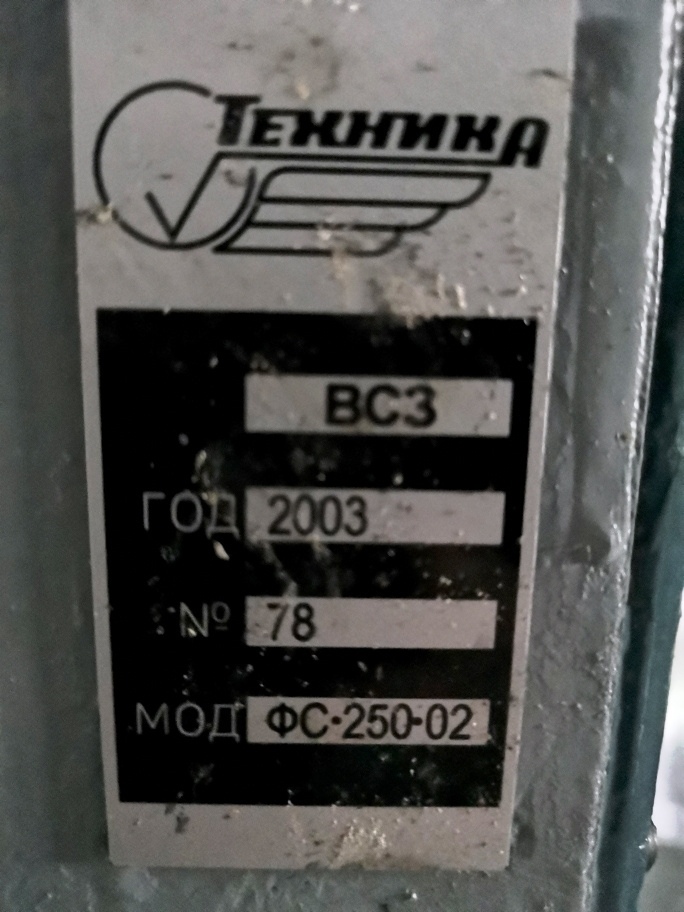 ТЕХНИКА
ВСЗ
ГОД 2003
№ 78
МОД ФС·250·02